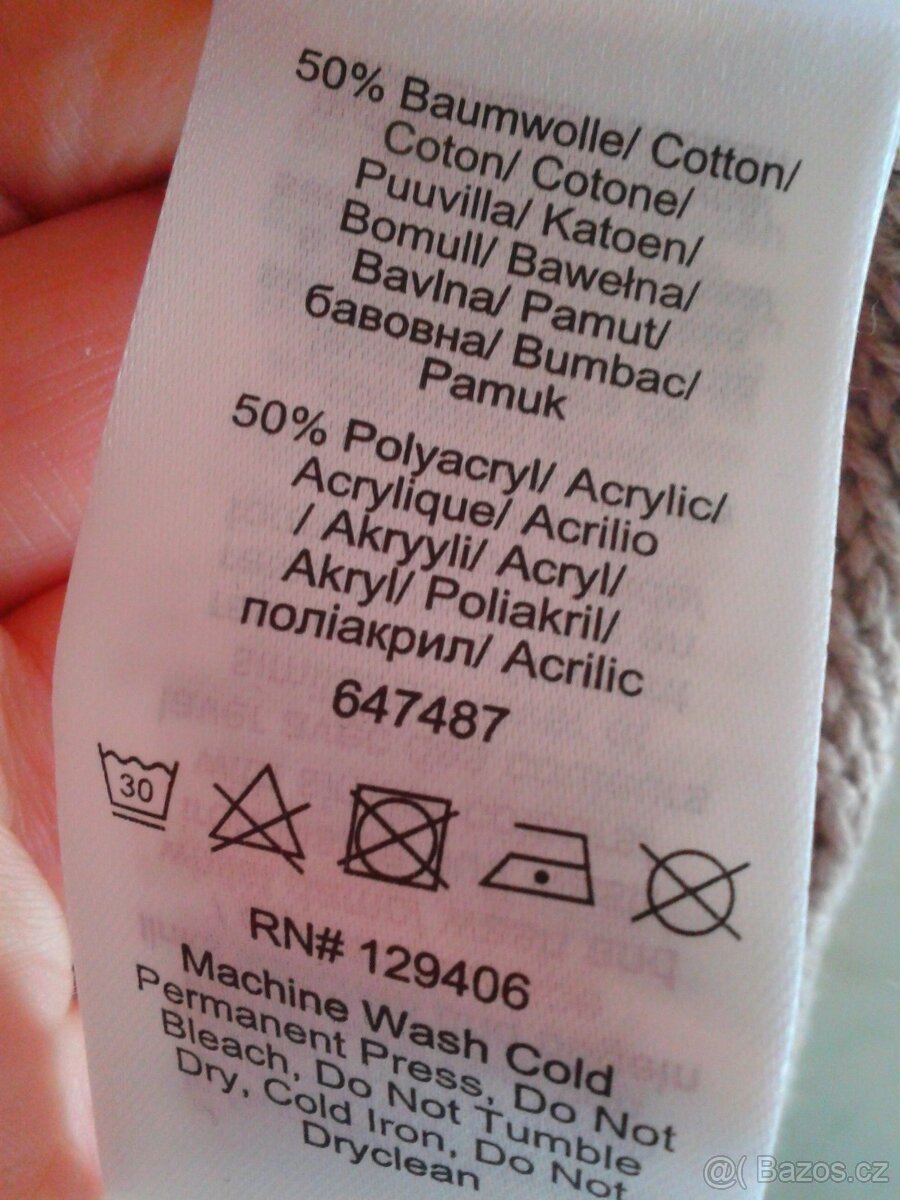 50% Baumwolle/ Cotton/
Coton/ Cotone/
Puuvilla/ Katoen/
Bomull/ Bawełna/
Bavlna/ Pamut/
бавовна/ Bumbac/
Pamuk
50% Polyacryl/ Acrylic/
Acrylique/ Acrilio
/ Akryyli/ Acryl/
Akryl/ Poliakril/
поліакрил/ Acrilic
647487
30
RN# 129406
Machine Wash Cold
Permanent Press, Do Not
Bleach, Do Not Tumble
Dry, Cold Iron, Do Not
Dryclean
@( Bazos.cz